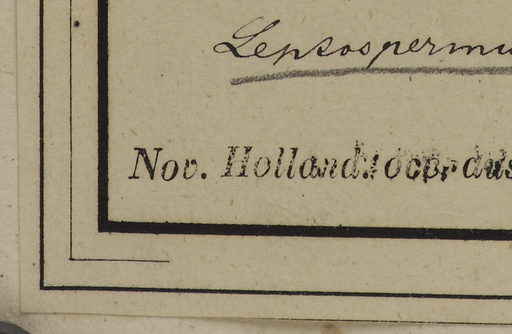 Leptospermu
Nov. Holland.